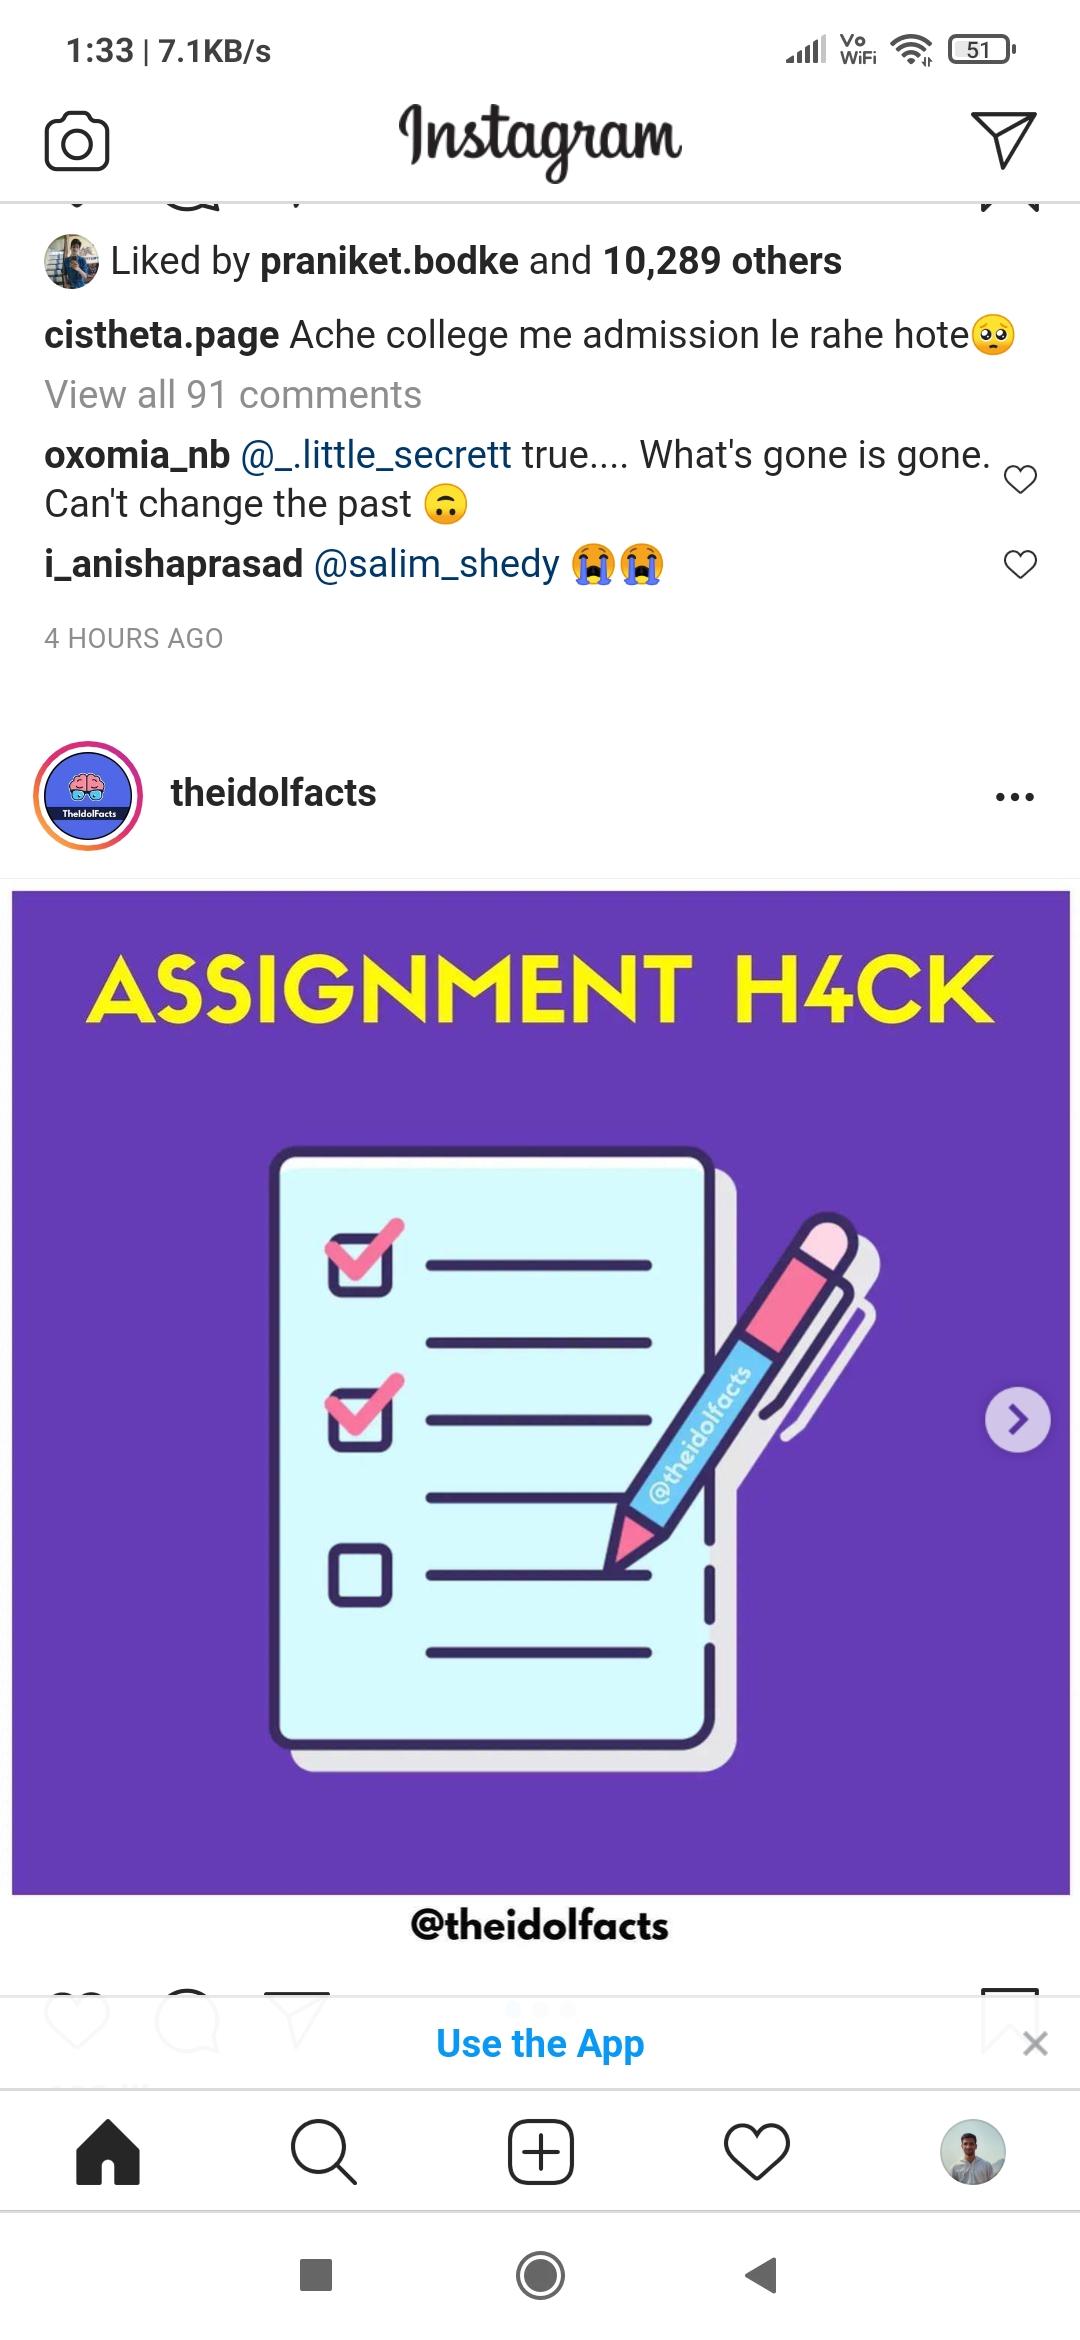 1:33 | 7.1KB/s
Vo
WiFi
51
Instagram
Liked by praniket.bodke and 10,289 others
cistheta.page Ache college me admission le rahe hote🥺
View all 91 comments
oxomia_nb @_.little_secrett true.... What's gone is gone.
Can't change the past 🙃
i_anishaprasad @salim_shedy 😭😭
4 HOURS AGO
TheIdolFacts
theidolfacts
ASSIGNMENT H4CK
@theidolfacts
@theidolfacts
Use the App